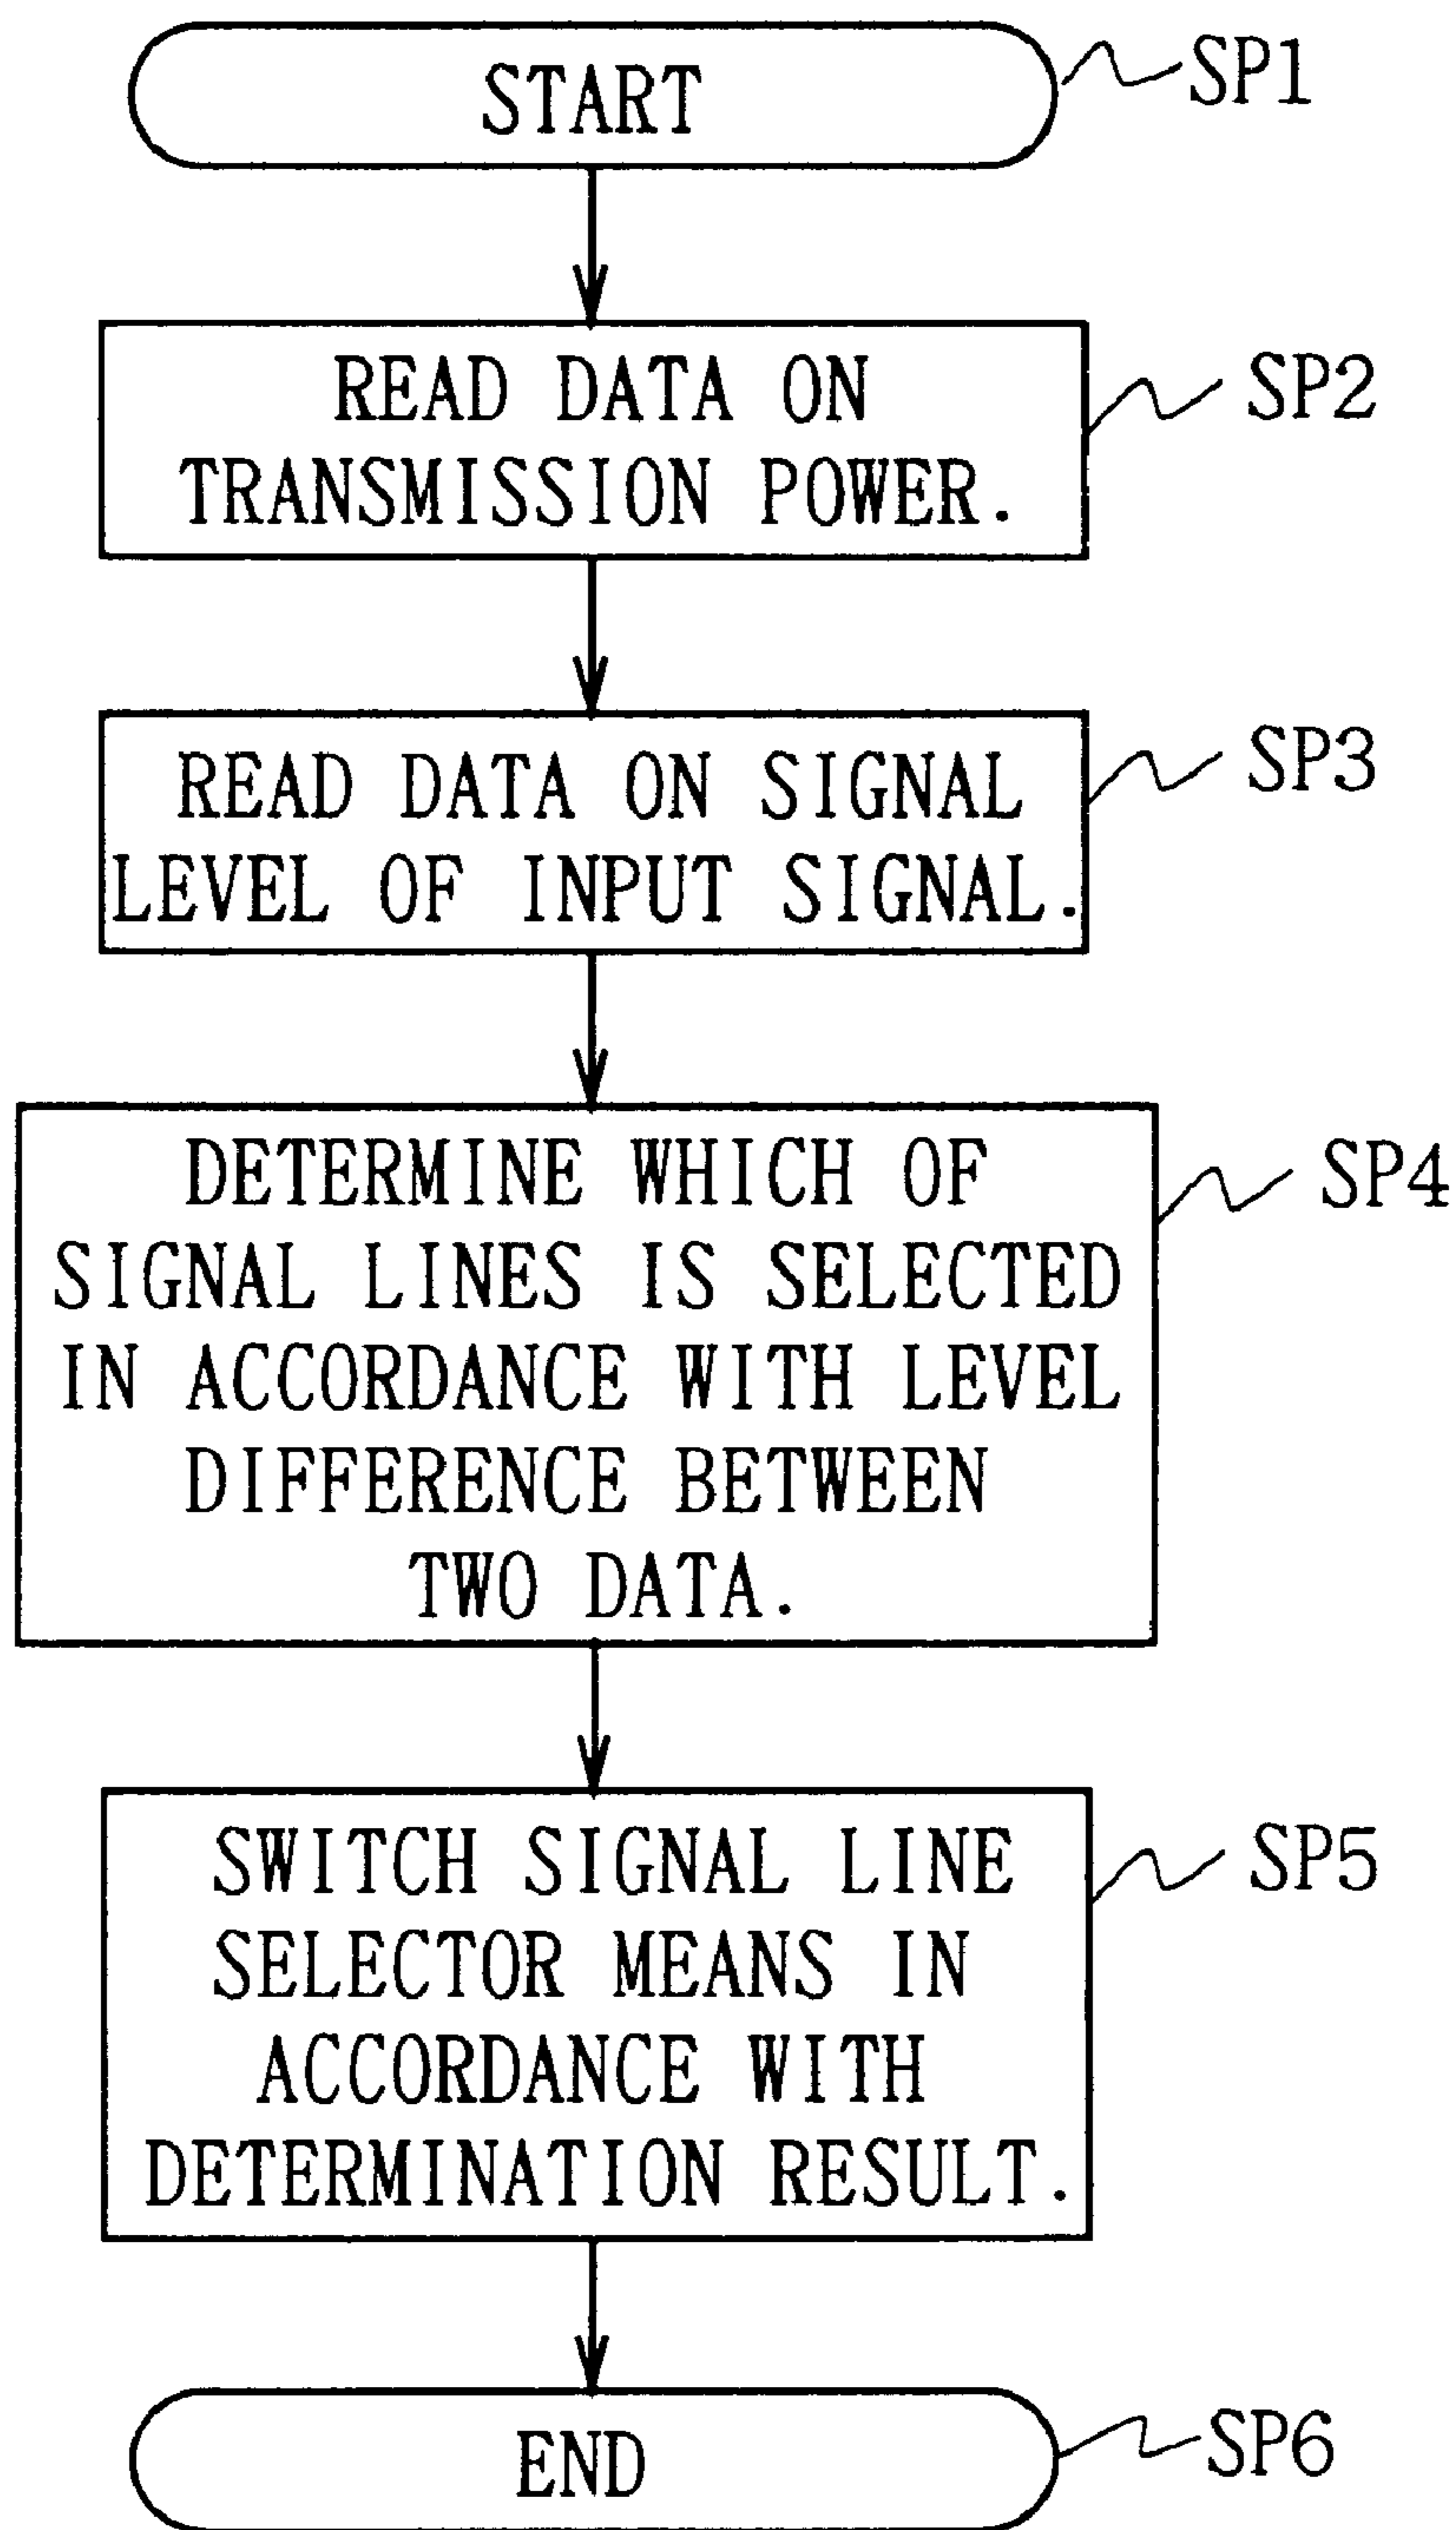 START
SP1
READ DATA ON
TRANSMISSION POWER.
SP2
READ DATA ON SIGNAL
LEVEL OF INPUT SIGNAL.
SP3
DETERMINE WHICH OF
SIGNAL LINES IS SELECTED
IN ACCORDANCE WITH LEVEL
DIFFERENCE BETWEEN
TWO DATA.
SP4
SWITCH SIGNAL LINE
SELECTOR MEANS IN
ACCORDANCE WITH
DETERMINATION RESULT.
SP5
END
SP6